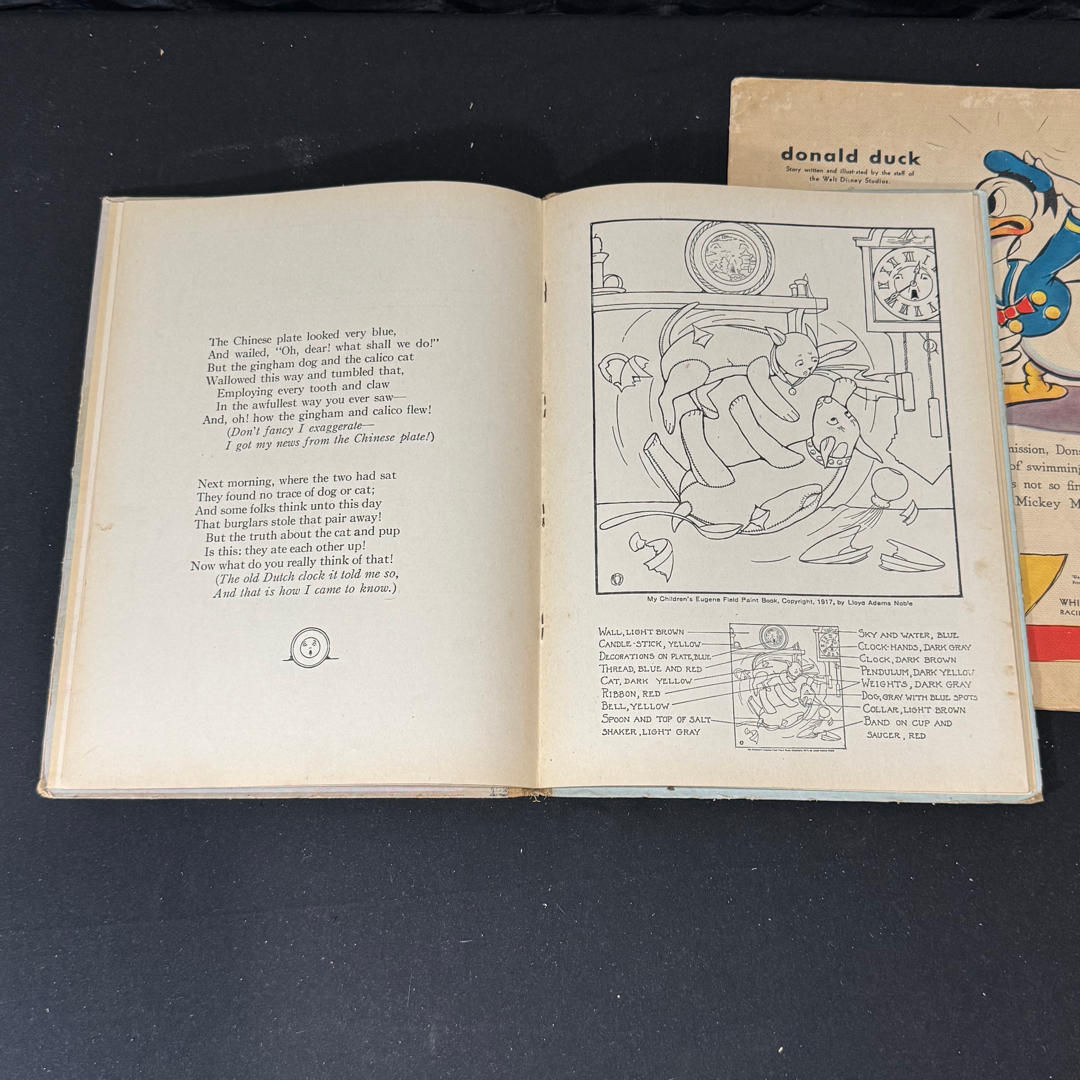 The Chinese plate looked very blue,
And wailed, "Oh, dear! what shall we do!"
But the gingham dog and the calico cat
Wallowed this way and tumbled that,
Employing every tooth and claw
In the awfullest way you ever saw—
And, oh! how the gingham and calico flew!
(Don't fancy I exaggerate—
I got my news from the Chinese plate!)
Next morning, where the two had sat
They found no trace of dog or cat;
And some folks think unto this day
That burglars stole that pair away!
But the truth about the cat and pup
Is this: they ate each other up!
Now what do you really think of that!
(The old Dutch clock it told me so,
And that is how I came to know.)
My Children's Eugene Field Paint Book, Copyright, 1917, by Lloyd Adams Noble
WALL, LIGHT BROWN
CANDLE-STICK, YELLOW
DECORATIONS ON PLATE, BLUE
THREAD, BLUE AND RED
CAT, DARK YELLOW
RIBBON, RED
BELL, YELLOW
SPOON AND TOP OF SALT
SHAKER, LIGHT GRAY
SKY AND WATER, BLUE
CLOCK-HANDS, DARK GRAY
CLOCK, DARK BROWN
PENDULUM, DARK YELLOW
WEIGHTS, DARK GRAY
DOG, GRAY WITH BLUE SPOTS
COLLAR, LIGHT BROWN
BAND ON CUP AND
SAUCER, RED
donald duck
Story written and illustrated by the staff of
the Walt Disney Studios.
mission, Don
of swimmin
s not so fin
Mickey M
WHI
RACI